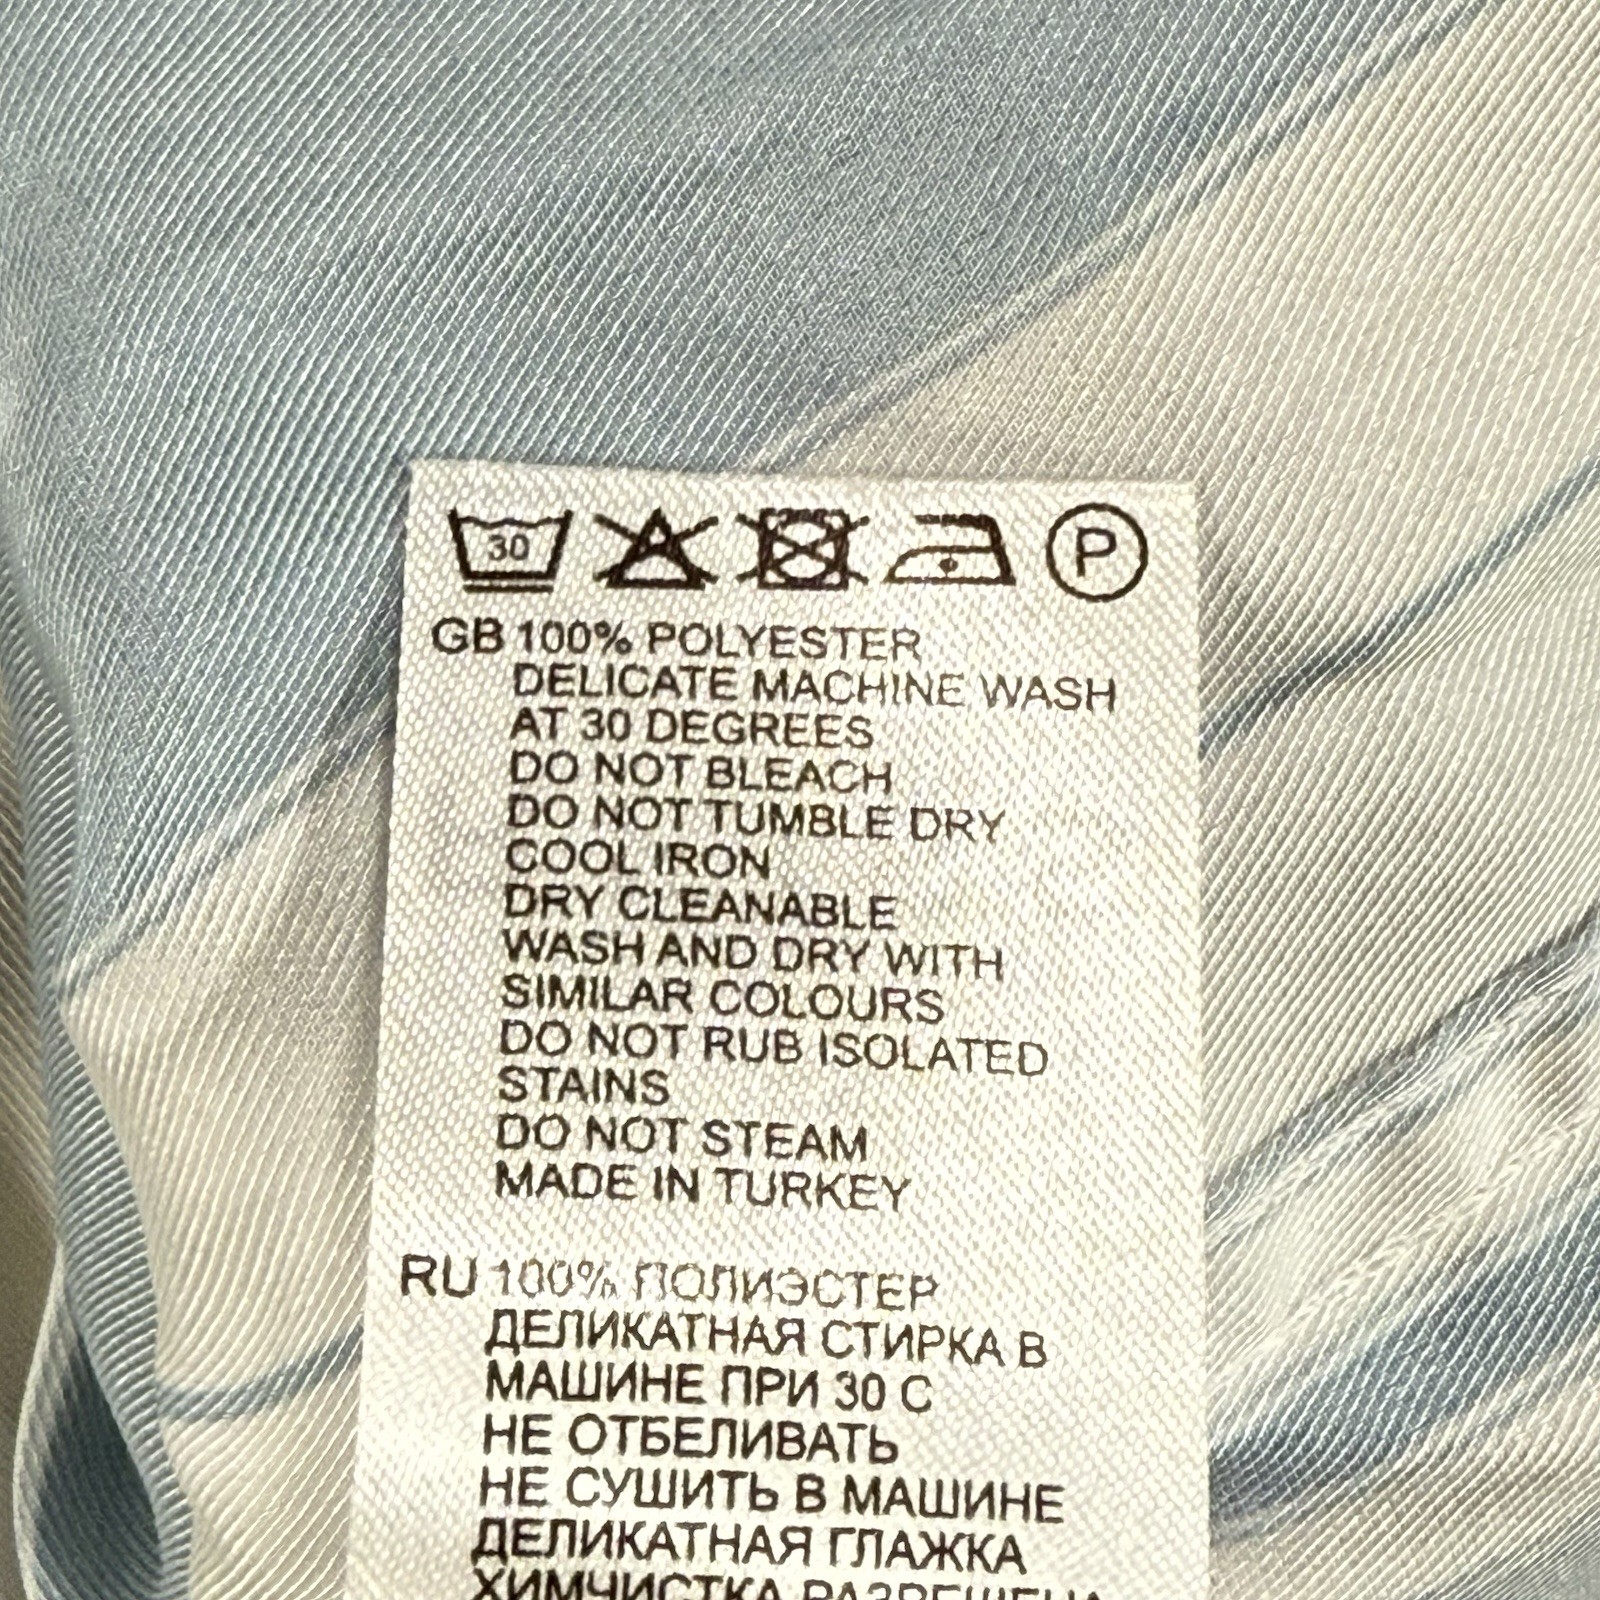 30 P
GB 100% POLYESTER
DELICATE MACHINE WASH
AT 30 DEGREES
DO NOT BLEACH
DO NOT TUMBLE DRY
COOL IRON
DRY CLEANABLE
WASH AND DRY WITH
SIMILAR COLOURS
DO NOT RUB ISOLATED
STAINS
DO NOT STEAM
MADE IN TURKEY
RU 100% ПОЛИЭСТЕР
ДЕЛИКАТНАЯ СТИРКА В
МАШИНЕ ПРИ 30 С
НЕ ОТБЕЛИВАТЬ
НЕ СУШИТЬ В МАШИНЕ
ДЕЛИКАТНАЯ ГЛАЖКА
ХИМЧИСТКА РАЗРЕШЕНА